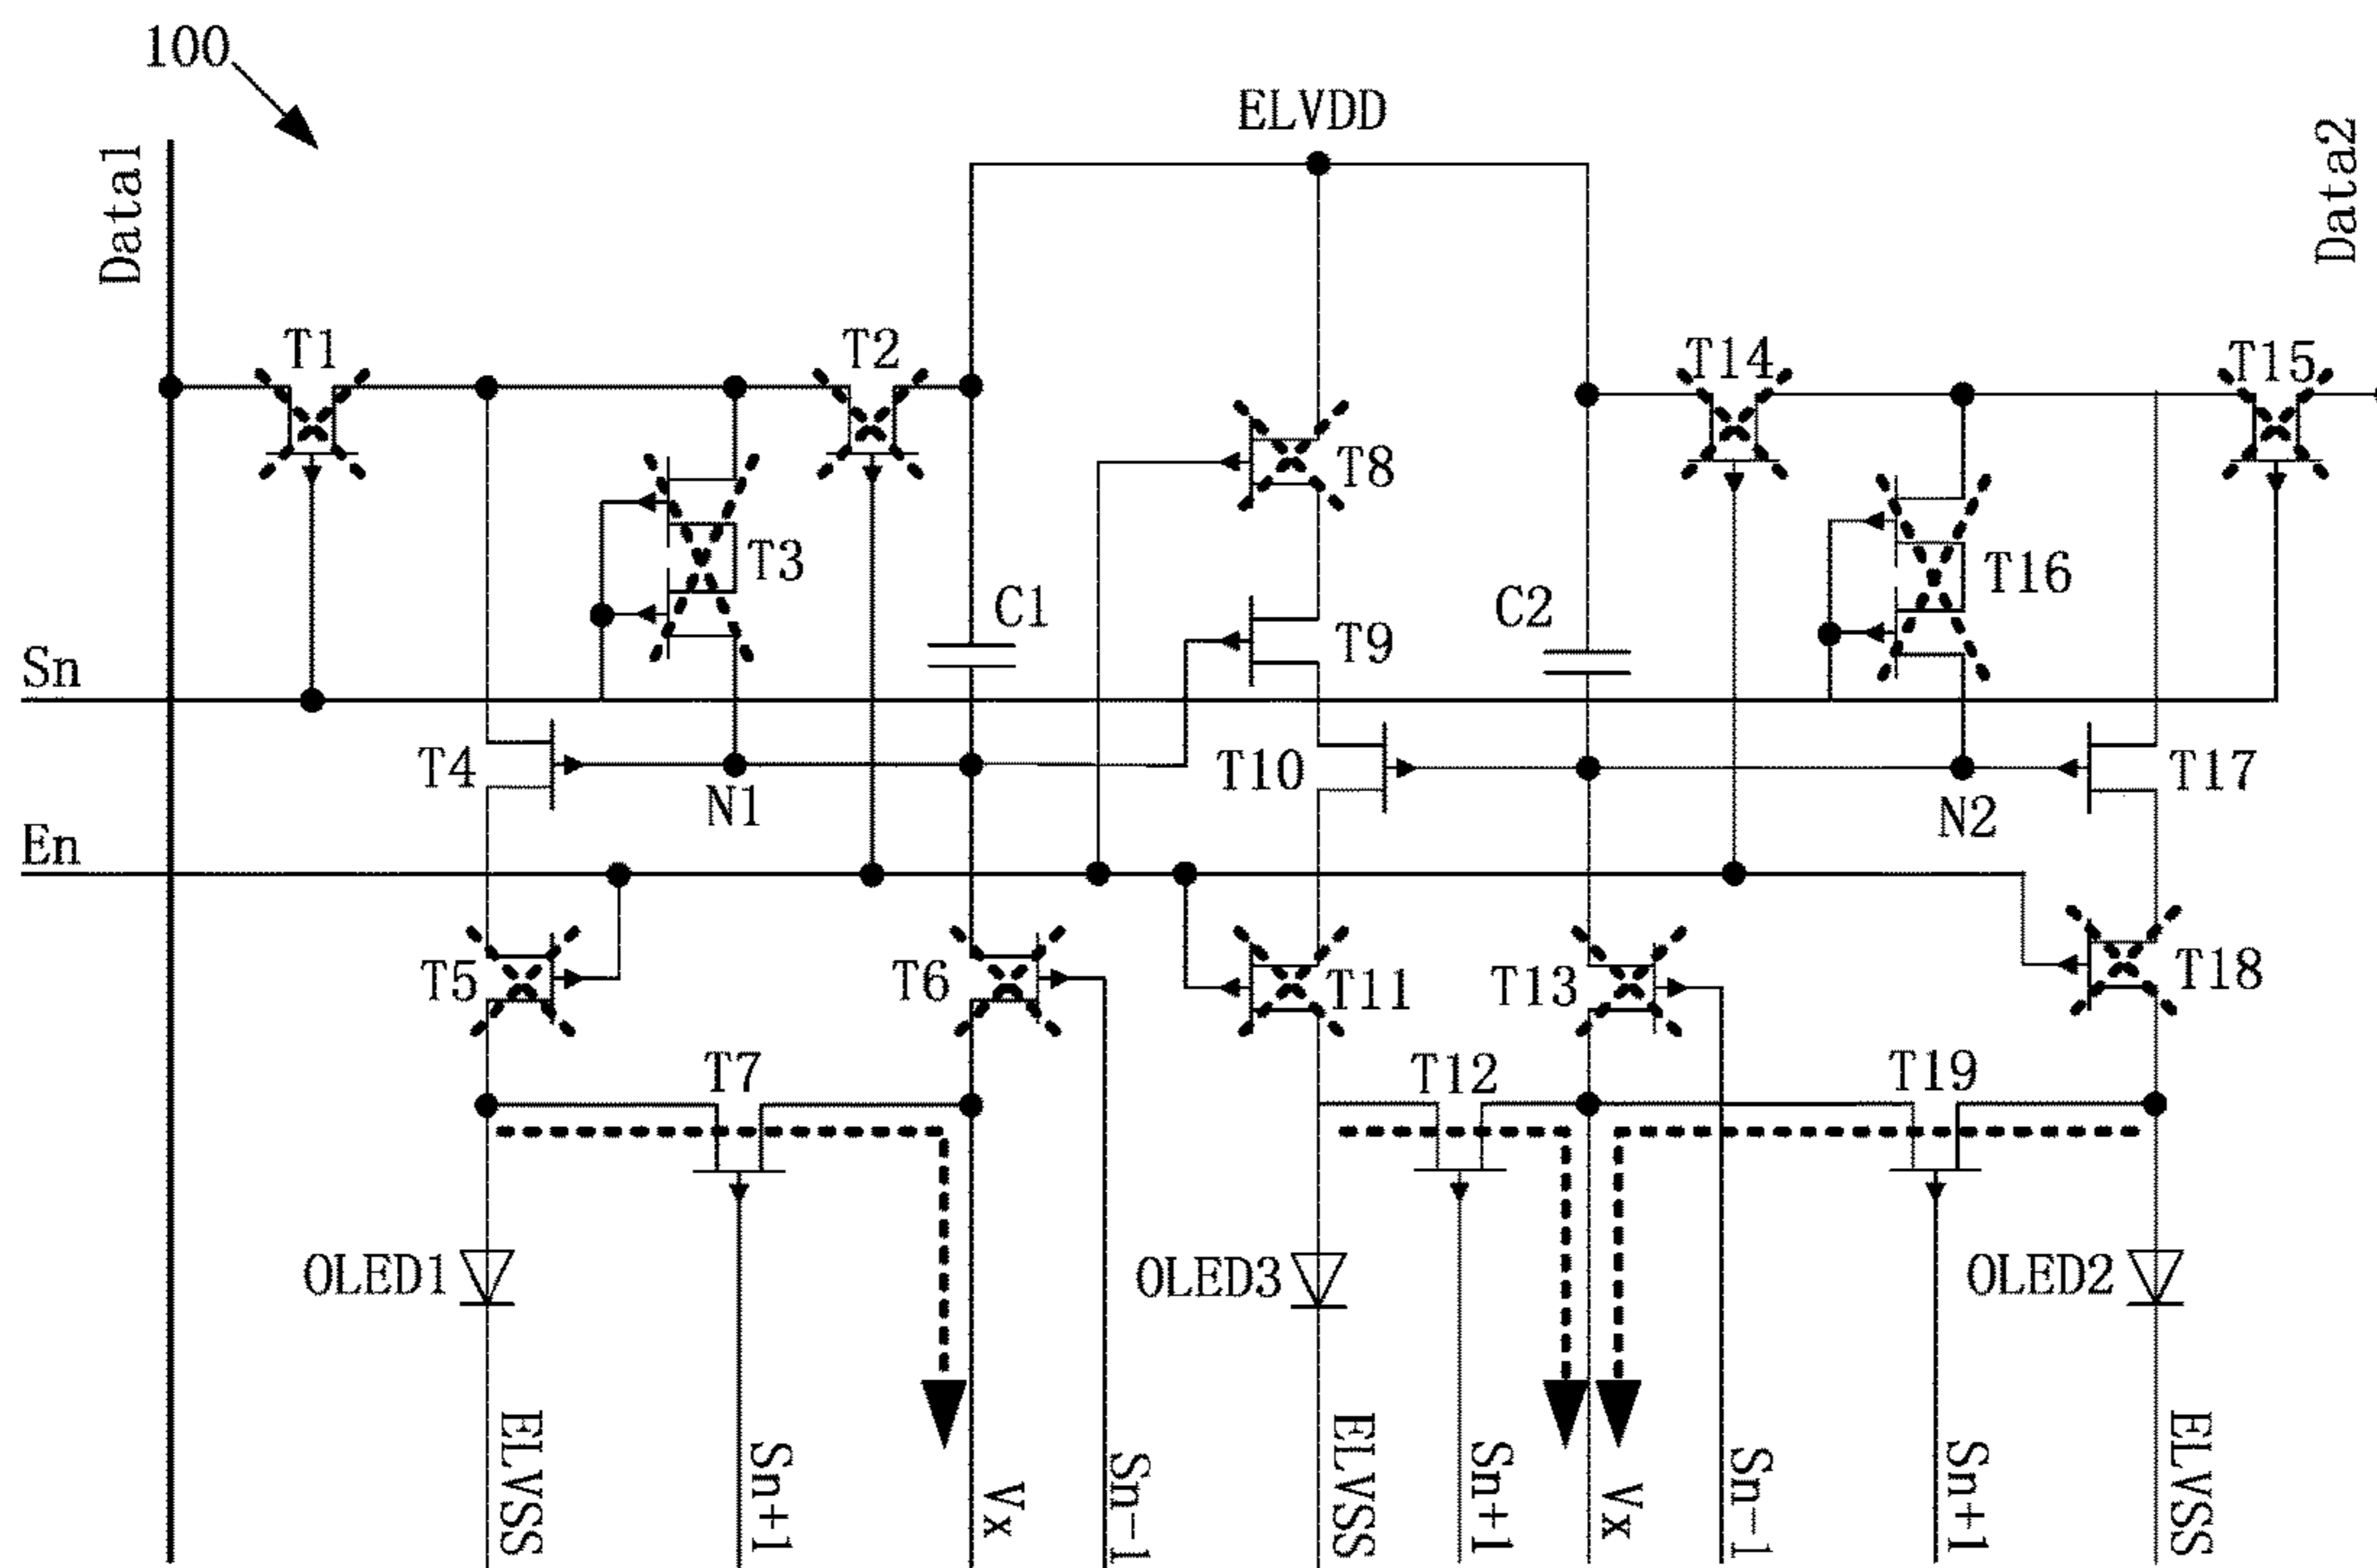 100
ELVDD
Data1
Data2
T1
T2
T14
T15
T8
T3
T16
C1
C2
T9
Sn
T4
N1
T10
N2
T17
En
T5
T6
T11
T13
T18
T7
T12
T19
OLED1
OLED3
OLED2
ELVSS
Sn+1
Vx
Sn-1
ELVSS
Sn+1
Vx
Sn-1
Sn+1
ELVSS